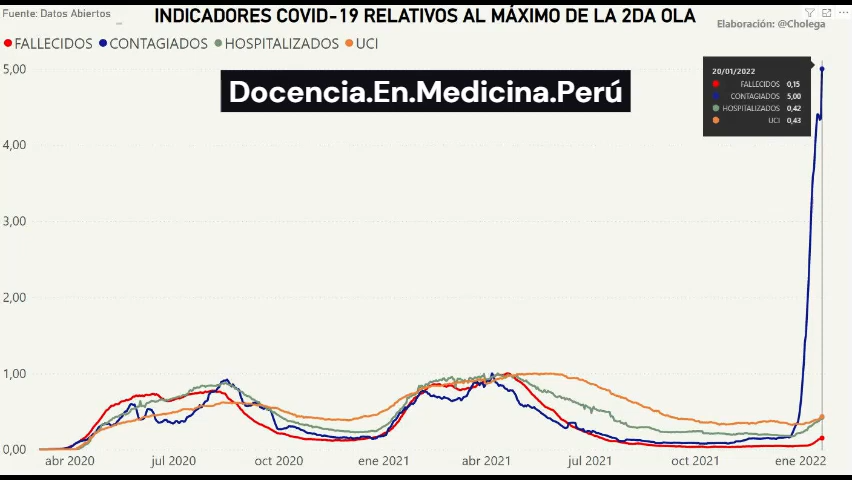 Fuente: Datos Abiertos
INDICADORES COVID-19 RELATIVOS AL MÁXIMO DE LA 2DA OLA
Elaboración: @Cholega
FALLECIDOS CONTAGIADOS HOSPITALIZADOS UCI
Docencia.En.Medicina.Perú
20/01/2022
FALLECIDOS 0,15
CONTAGIADOS 5,00
HOSPITALIZADOS 0,42
UCI 0,43
5,00
4,00
3,00
2,00
1,00
0,00
abr 2020 jul 2020 oct 2020 ene 2021 abr 2021 jul 2021 oct 2021 ene 2022